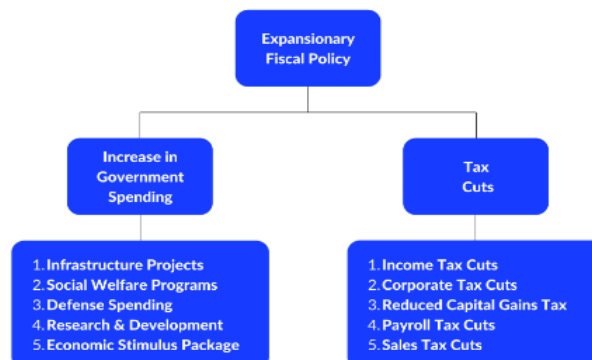 Expansionary
Fiscal Policy
Increase in
Government
Spending
Tax
Cuts
1. Infrastructure Projects
2. Social Welfare Programs
3. Defense Spending
4. Research & Development
5. Economic Stimulus Package
1. Income Tax Cuts
2. Corporate Tax Cuts
3. Reduced Capital Gains Tax
4. Payroll Tax Cuts
5. Sales Tax Cuts